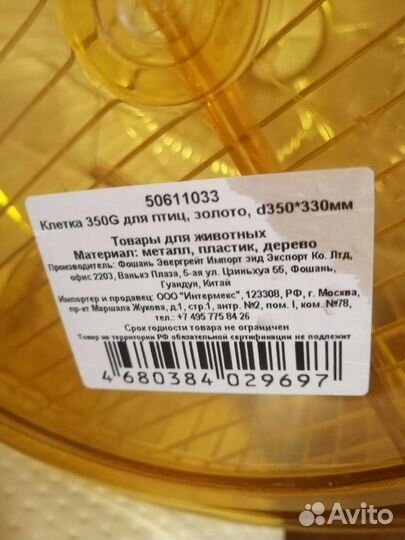 50611033
Клетка 350G для птиц, золото, d350*330мм
Товары для животных
Материал: металл, пластик, дерево
Производитель: Фошань Эвергрейт Импорт энд Экспорт Ко. Лтд,
офис 2203, Ванькэ Плаза, 5-ая ул. Цзиньхуа 55, Фошань,
Гуандун, Китай
Импортер и продавец: ООО "Интермекс", 123308, РФ, г. Москва,
пр-кт Маршала Жукова, д.1, стр.1, антр. №2, пом. I, ком. №78,
тел.: +7 495 775 84 26
Срок годности товара не ограничен
Товар на территории РФ обязательной сертификации не подлежит
4 680384 029697
Avito